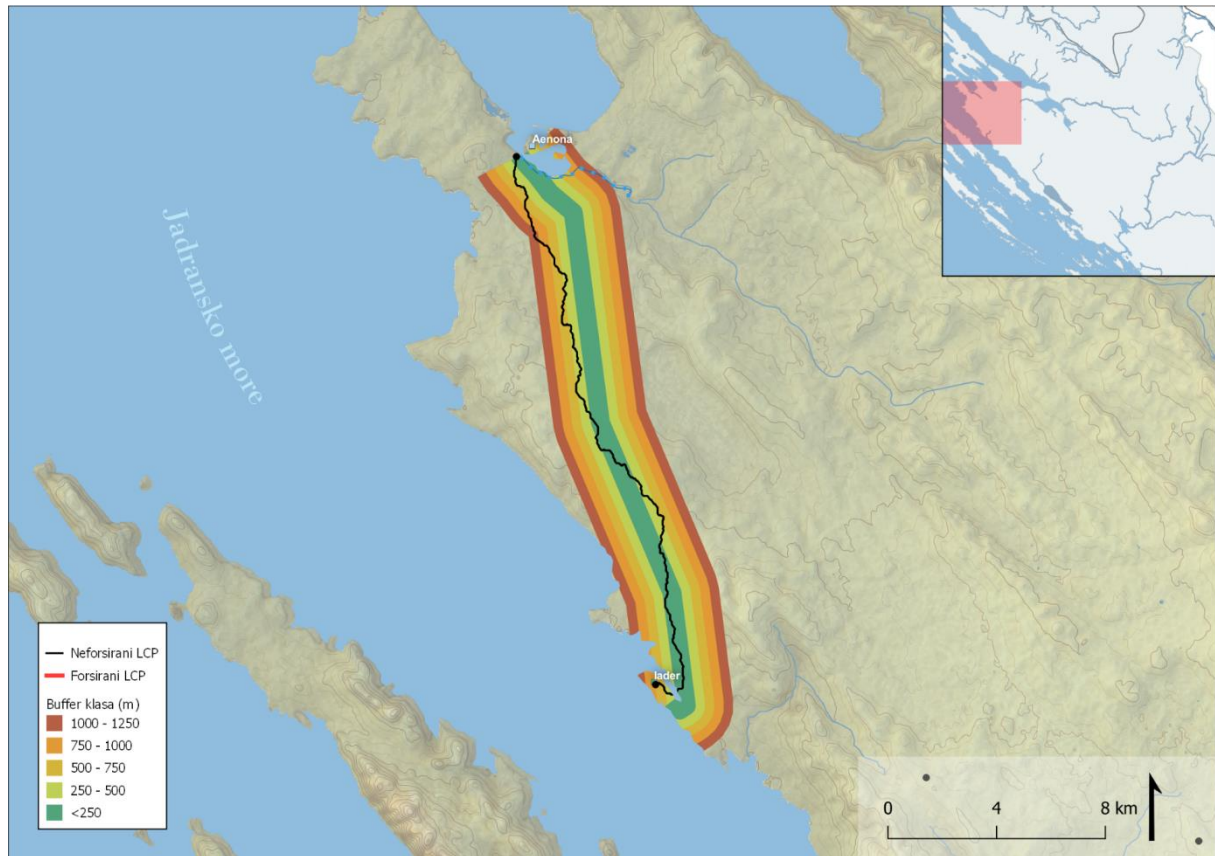 Aenona
Jadransko more
Iader
Neforsirani LCP
Forsirani LCP
Buffer klasa (m)
1000 - 1250
750 - 1000
500 - 750
250 - 500
<250
0 4 8 km